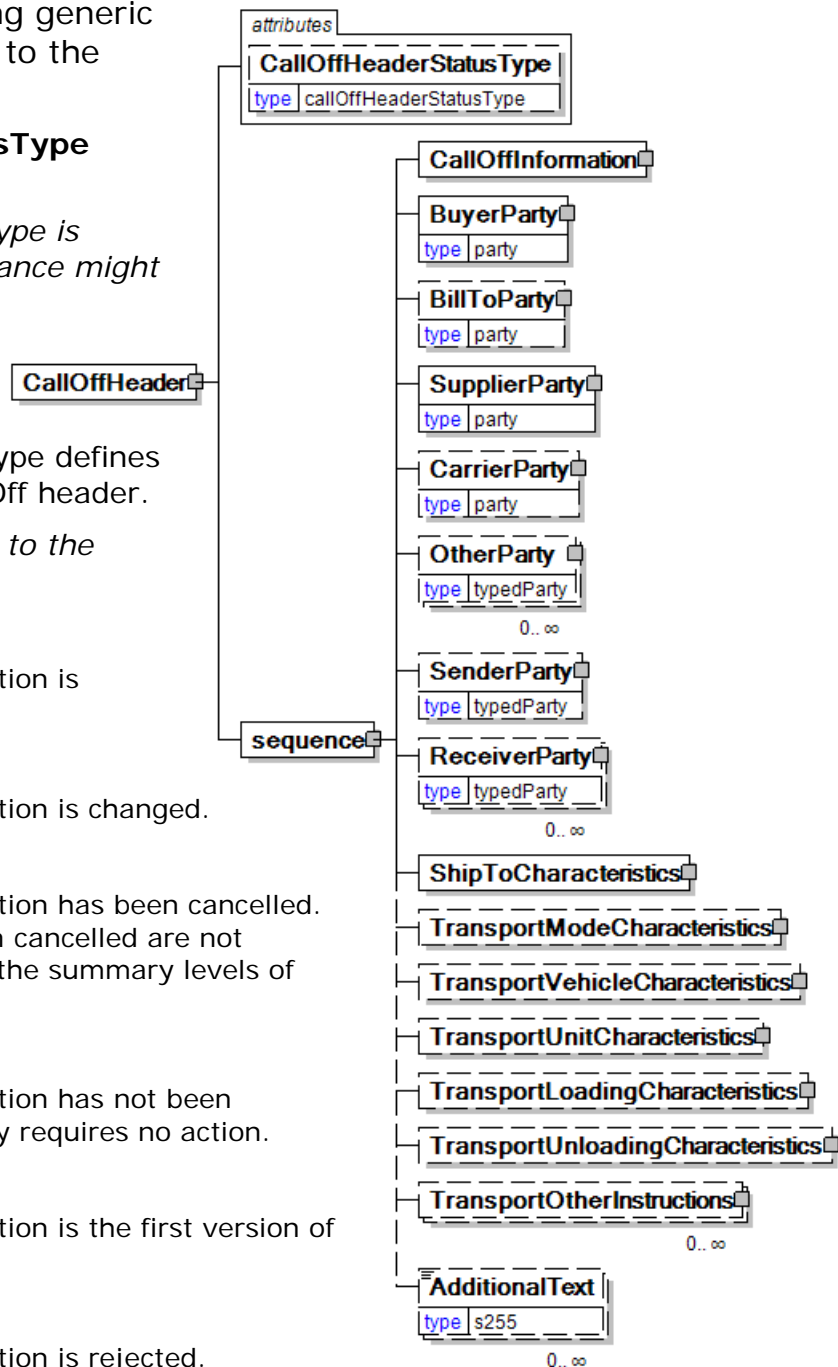 ng generic
to the
sType
ype is
ance might
ype defines
Off header.
to the
tion is
tion is changed.
tion has been cancelled.
n cancelled are not
the summary levels of
tion has not been
y requires no action.
tion is the first version of
tion is rejected.
CallOffHeader
attributes
CallOffHeaderStatusType
type callOffHeaderStatusType
sequence
CallOffInformation
BuyerParty
type party
BillToParty
type party
SupplierParty
type party
CarrierParty
type party
OtherParty
type typedParty
0.. ∞
SenderParty
type typedParty
ReceiverParty
type typedParty
0.. ∞
ShipToCharacteristics
TransportModeCharacteristics
TransportVehicleCharacteristics
TransportUnitCharacteristics
TransportLoadingCharacteristics
TransportUnloadingCharacteristics
TransportOtherInstructions
0.. ∞
AdditionalText
type s255
0.. ∞